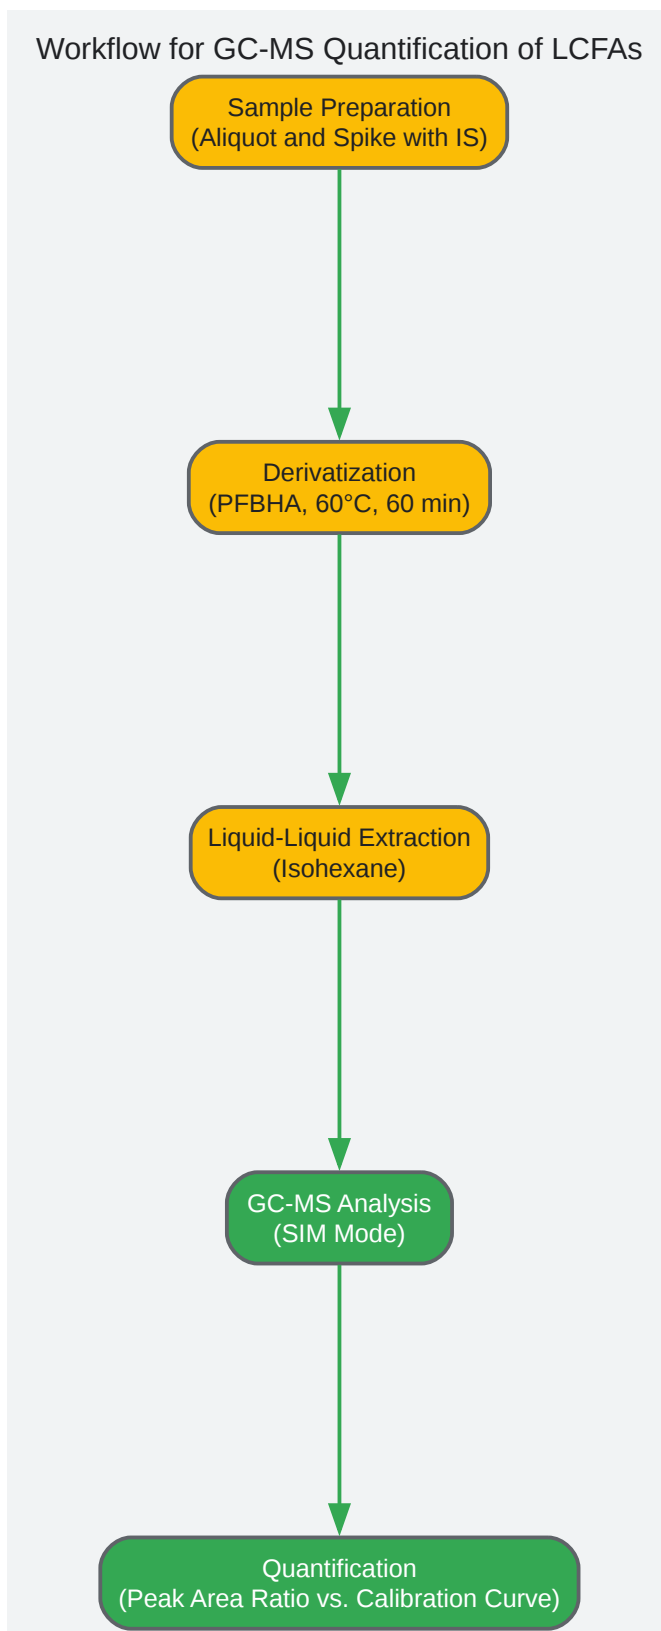 Workflow for GC-MS Quantification of LCFAs
Sample Preparation
(Aliquot and Spike with IS)
Derivatization
(PFBHA, 60°C, 60 min)
Liquid-Liquid Extraction
(Isohexane)
GC-MS Analysis
(SIM Mode)
Quantification
(Peak Area Ratio vs. Calibration Curve)